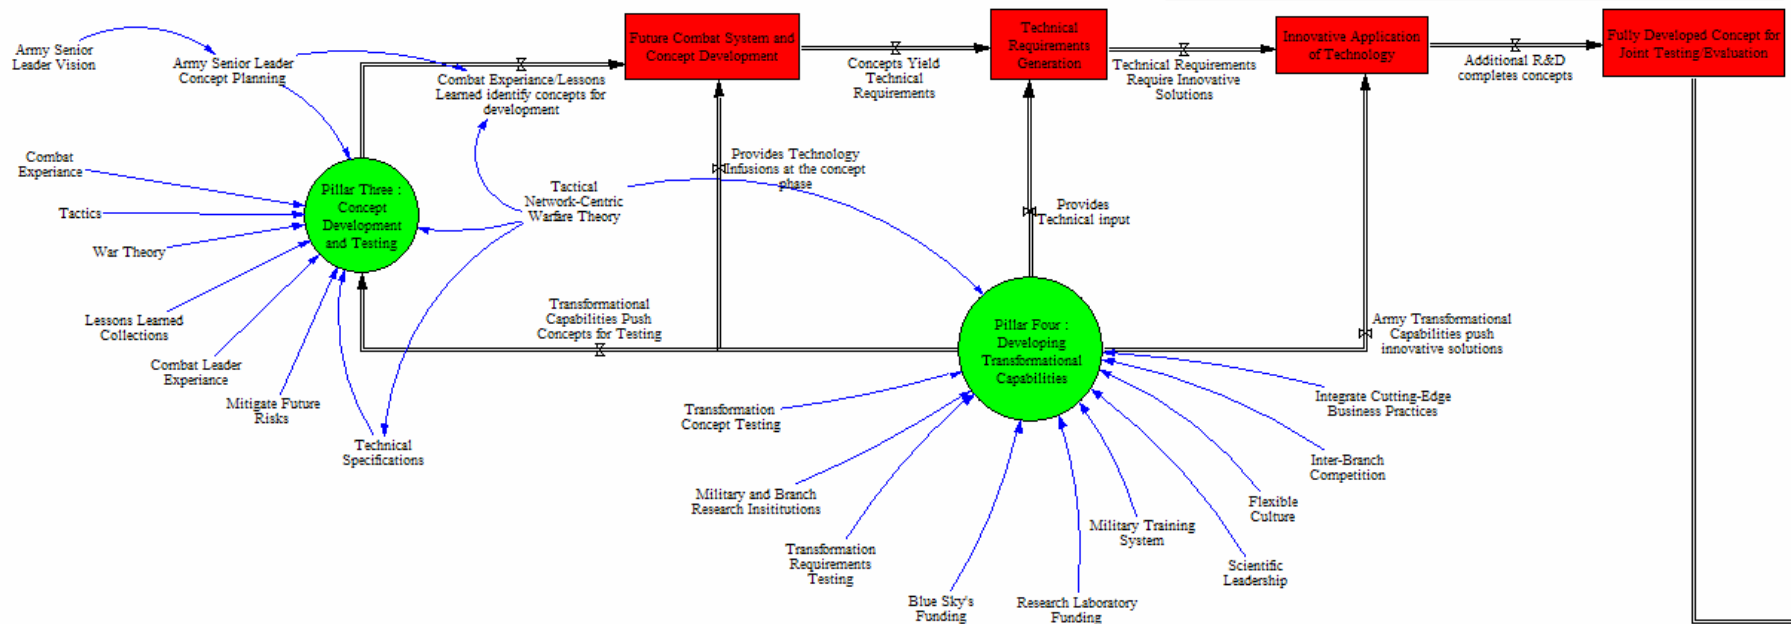 Army Senior
Leader Vision
Army Senior Leader
Concept Planning
Combat Experiance/Lessons
Learned identify concepts for
development
Future Combat System and
Concept Development
Concepts Yield
Technical
Requirements
Technical
Requirements
Generation
Technical Requirements
Require Innovative
Solutions
Innovative Application
of Technology
Additional R&D
completes concepts
Fully Developed Concept for
Joint Testing/Evaluation
Combat
Experiance
Tactics
War Theory
Lessons Learned
Collections
Combat Leader
Experiance
Mitigate Future
Risks
Technical
Specifications
Pillar Three :
Concept
Development
and Testing
Tactical
Network-Centric
Warfare Theory
Provides Technology
Infusions at the concept
phase
Provides
Technical input
Transformational
Capabilities Push
Concepts for Testing
Pillar Four :
Developing
Transformational
Capabilities
Army Transformational
Capabilities push
innovative solutions
Transformation
Concept Testing
Military and Branch
Research Insititutions
Transformation
Requirements
Testing
Blue Sky's
Funding
Research Laboratory
Funding
Military Training
System
Scientific
Leadership
Flexible
Culture
Inter-Branch
Competition
Integrate Cutting-Edge
Business Practices